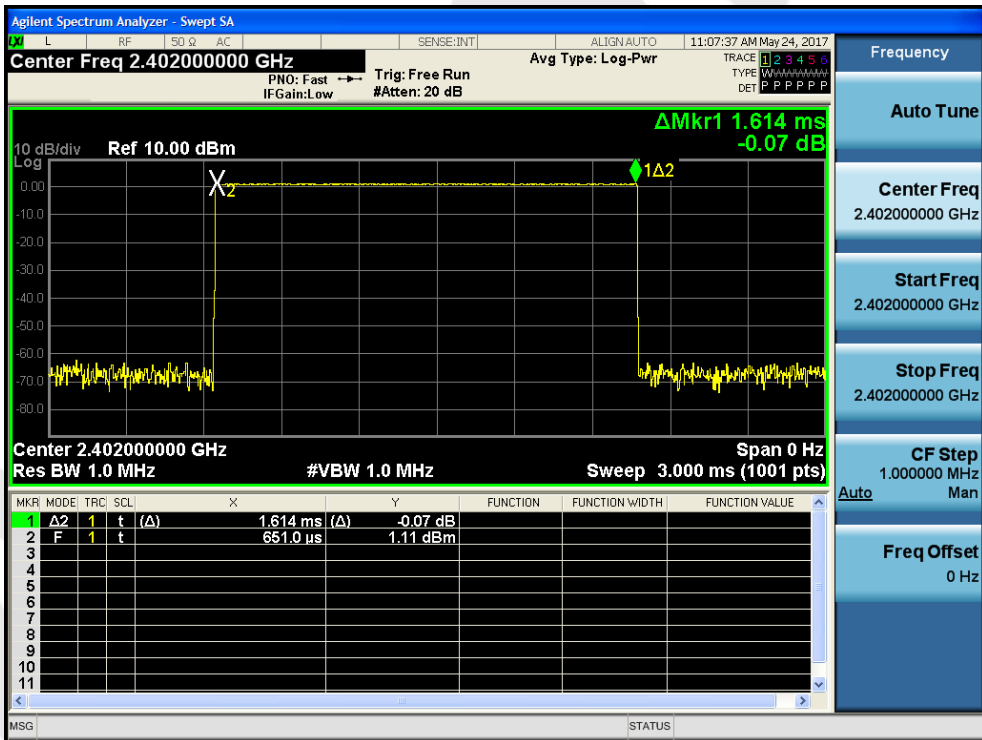 Agilent Spectrum Analyzer - Swept SA
LXI L RF 50 Ω AC SENSE:INT ALIGN AUTO 11:07:37 AM May 24, 2017
Center Freq 2.402000000 GHz
PNO: Fast
IFGain:Low
Trig: Free Run
#Atten: 20 dB
Avg Type: Log-Pwr
TRACE 1 2 3 4 5 6
TYPE WWWWWW
DET P P P P P P
ΔMkr1 1.614 ms
-0.07 dB
10 dB/div Ref 10.00 dBm
Log
0.00
-10.0
-20.0
-30.0
-40.0
-50.0
-60.0
-70.0
-80.0
2
1Δ2
Center 2.402000000 GHz Span 0 Hz
Res BW 1.0 MHz #VBW 1.0 MHz Sweep 3.000 ms (1001 pts)
MKR MODE TRC SCL X Y FUNCTION FUNCTION WIDTH FUNCTION VALUE
1 Δ2 1 t (Δ) 1.614 ms (Δ) -0.07 dB
2 F 1 t 651.0 µs 1.11 dBm
3
4
5
6
7
8
9
10
11
MSG STATUS
Frequency
Auto Tune
Center Freq
2.402000000 GHz
Start Freq
2.402000000 GHz
Stop Freq
2.402000000 GHz
CF Step
1.000000 MHz
Auto Man
Freq Offset
0 Hz